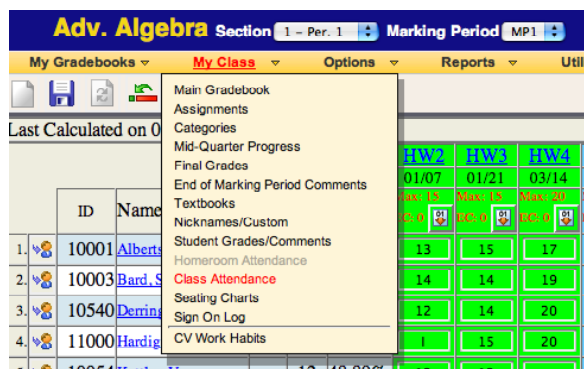 Adv. Algebra Section 1 – Per. 1 Marking Period MP1
My Gradebooks My Class Options Reports Util
Main Gradebook
Assignments
Categories
Mid-Quarter Progress
Final Grades
End of Marking Period Comments
Textbooks
Nicknames/Custom
Student Grades/Comments
Homeroom Attendance
Class Attendance
Seating Charts
Sign On Log
CV Work Habits
Last Calculated on 0
HW2 HW3 HW4
01/07 01/21 03/14
Max: 15 Max: 15 Max: 20
ID Name EC: 0 EC: 0 EC: 0
1. 10001 Alberts 13 15 17
2. 10003 Bard, S 14 14 19
3. 10540 Derring 12 14 20
4. 11000 Hardig I 15 20